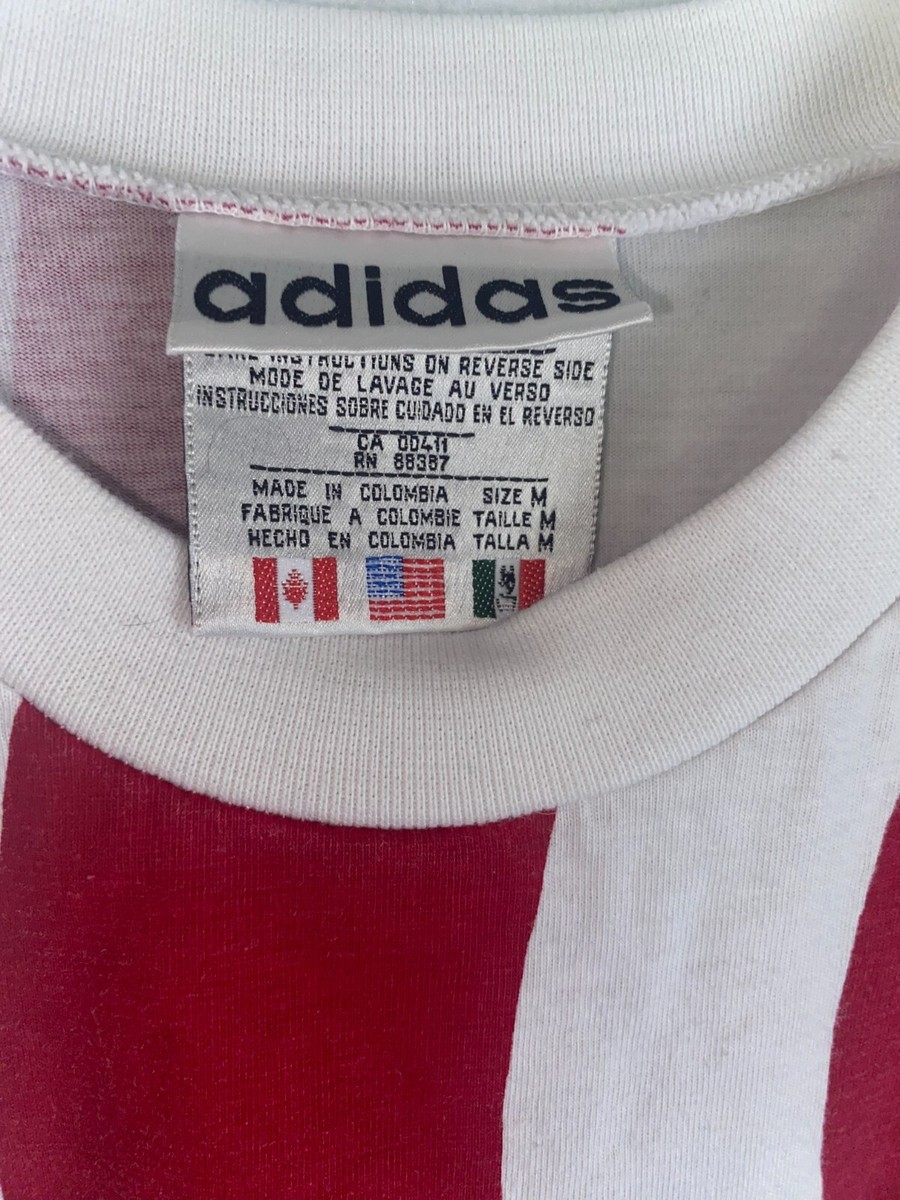 adidas
INSTRUCTIONS ON REVERSE SIDE
MODE DE LAVAGE AU VERSO
INSTRUCCIONES SOBRE CUIDADO EN EL REVERSO
CA 00411
RN 88387
MADE IN COLOMBIA SIZE M
FABRIQUE A COLOMBIE TAILLE M
HECHO EN COLOMBIA TALLA M